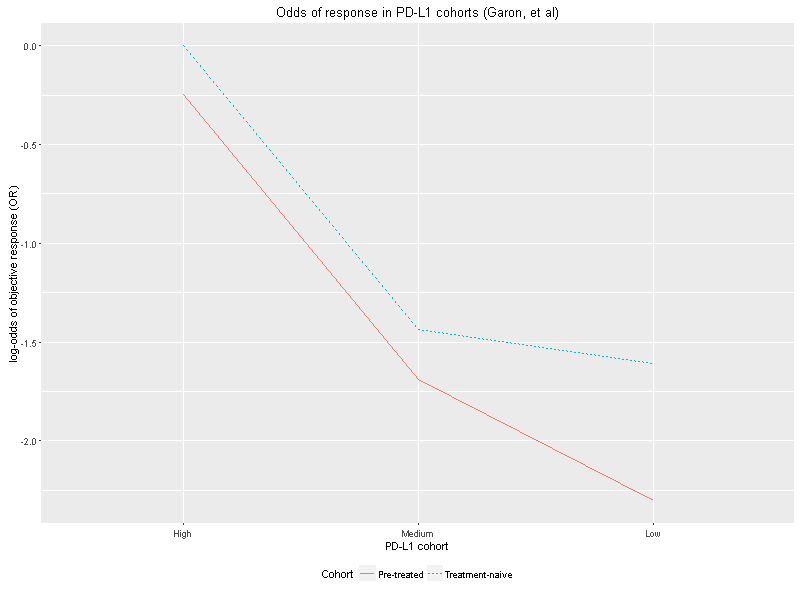 Odds of response in PD-L1 cohorts (Garon, et al)
log-odds of objective response (OR)
0.0
-0.5
-1.0
-1.5
-2.0
High Medium Low
PD-L1 cohort
Cohort Pre-treated Treatment-naive